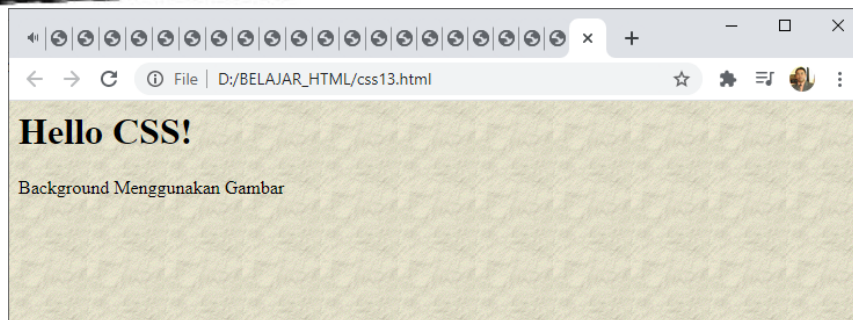 File D:/BELAJAR_HTML/css13.html
Hello CSS!
Background Menggunakan Gambar